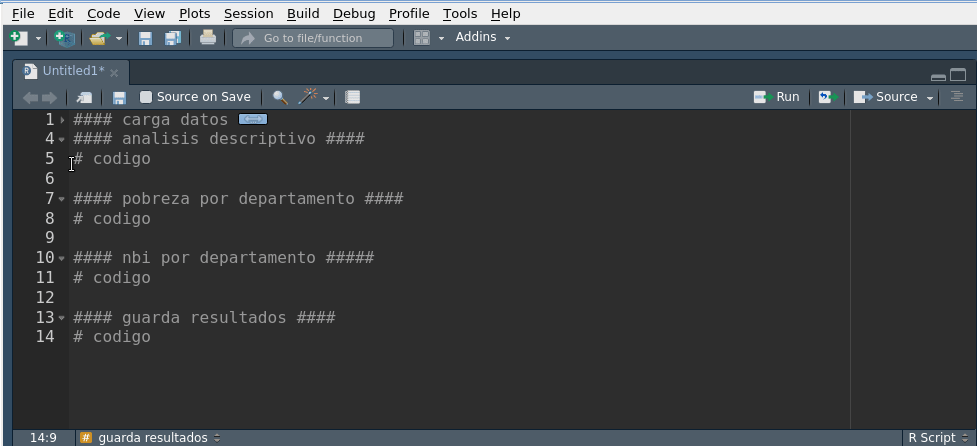 File Edit Code View Plots Session Build Debug Profile Tools Help
Go to file/function Addins
Untitled1*
Source on Save Run Source
1 #### carga datos
4 #### analisis descriptivo ####
5 # codigo
6
7 #### pobreza por departamento ####
8 # codigo
9
10 #### nbi por departamento #####
11 # codigo
12
13 #### guarda resultados ####
14 # codigo
14:9 # guarda resultados R Script